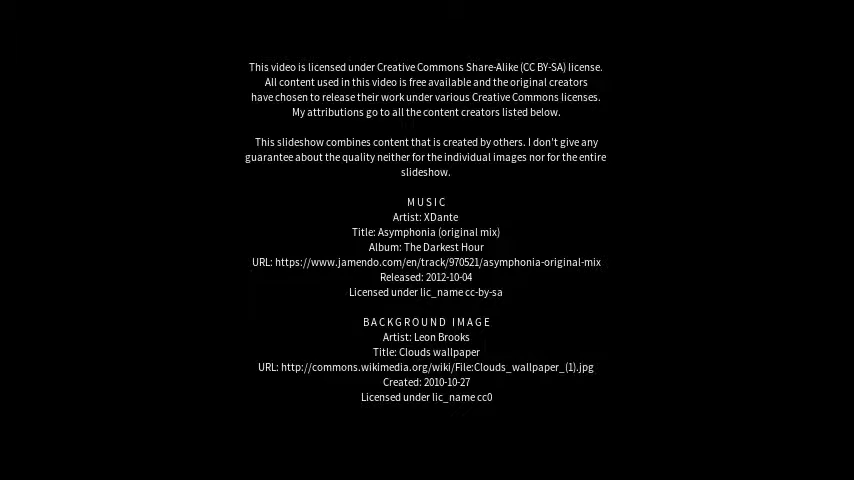 This video is licensed under Creative Commons Share-Alike (CC BY-SA) license.
All content used in this video is free available and the original creators
have chosen to release their work under various Creative Commons licenses.
My attributions go to all the content creators listed below.
This slideshow combines content that is created by others. I don't give any
guarantee about the quality neither for the individual images nor for the entire
slideshow.
MUSIC
Artist: XDante
Title: Asymphonia (original mix)
Album: The Darkest Hour
URL: https://www.jamendo.com/en/track/970521/asymphonia-original-mix
Released: 2012-10-04
Licensed under lic_name cc-by-sa
BACKGROUND IMAGE
Artist: Leon Brooks
Title: Clouds wallpaper
URL: http://commons.wikimedia.org/wiki/File:Clouds_wallpaper_(1).jpg
Created: 2010-10-27
Licensed under lic_name cc0